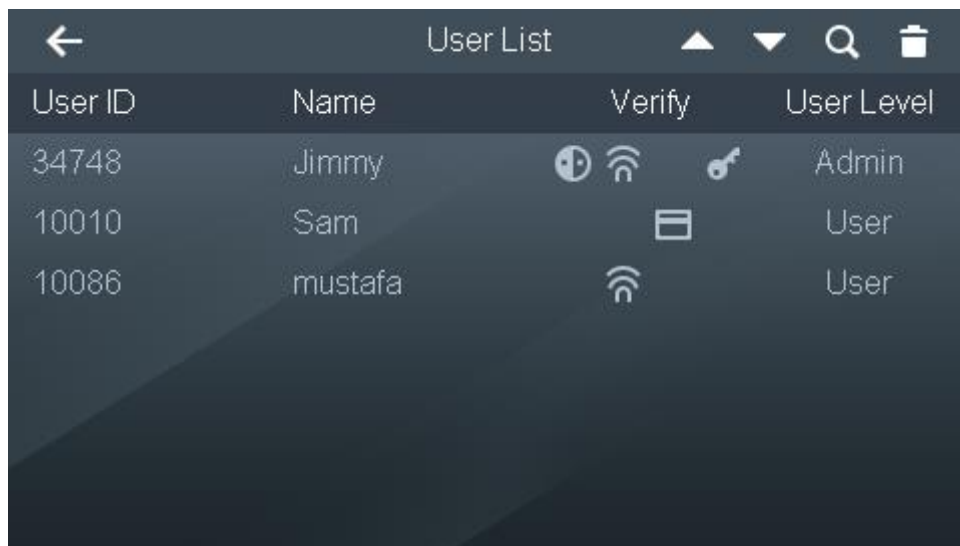 User List
User ID Name Verify User Level
34748 Jimmy Admin
10010 Sam User
10086 mustafa User